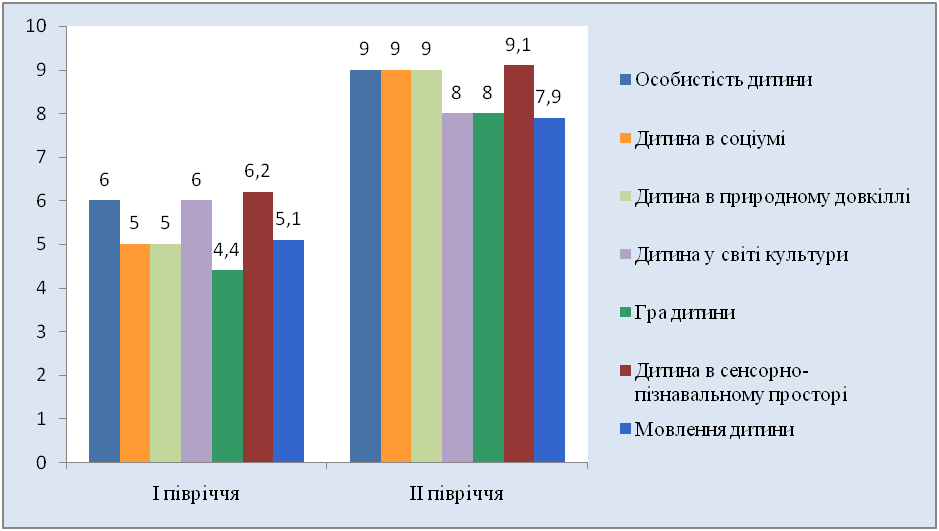 10
9
8
7
6
5
4
3
2
1
0
6
5
5
6
4,4
6,2
5,1
9
9
9
8
8
9,1
7,9
І півріччя
ІІ півріччя
Особистість дитини
Дитина в соціумі
Дитина в природному довкіллі
Дитина у світі культури
Гра дитини
Дитина в сенсорно-
пізнавальному просторі
Мовлення дитини